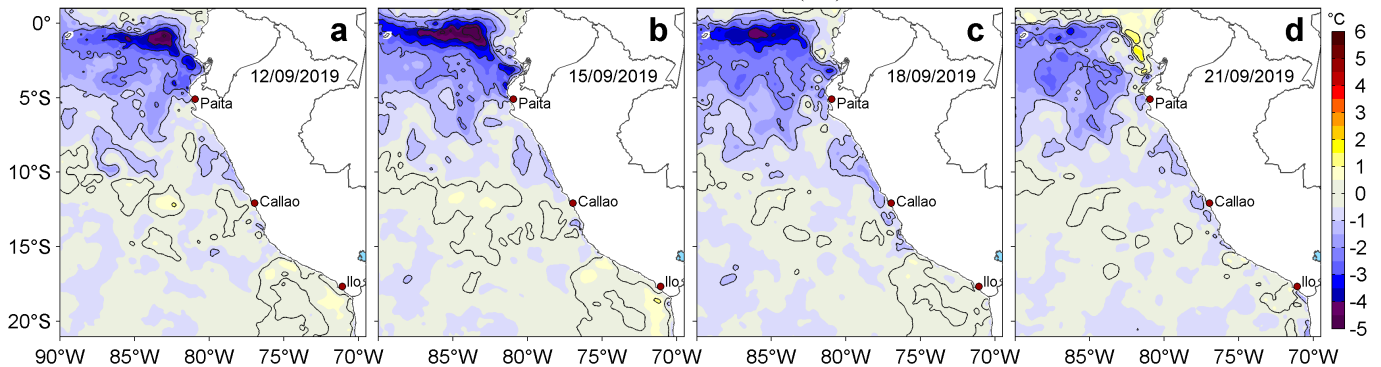 a
b
c
d
°C
0°
5°S
10°S
15°S
20°S
12/09/2019
15/09/2019
18/09/2019
21/09/2019
Paita
Paita
Paita
Paita
Callao
Callao
Callao
Callao
Ilo
Ilo
Ilo
Ilo
90°W
85°W
80°W
75°W
70°W
85°W
80°W
75°W
70°W
85°W
80°W
75°W
70°W
85°W
80°W
75°W
70°W
6
5
4
3
2
1
0
-1
-2
-3
-4
-5